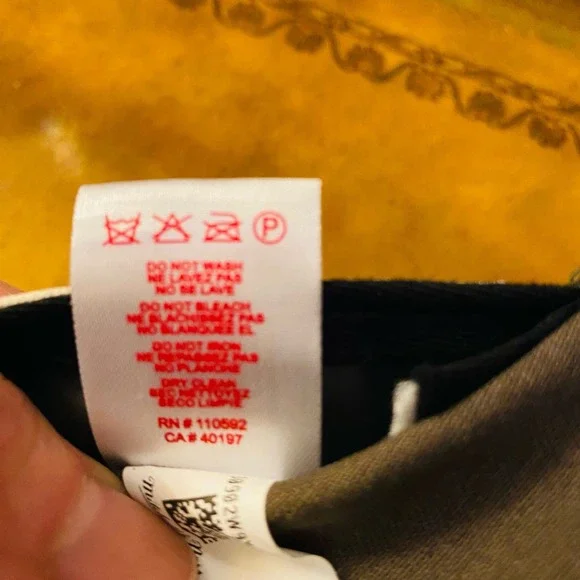 P
DO NOT WASH
NE LAVEZ PAS
NO SE LAVE
DO NOT BLEACH
NE BLACHISSEZ PAS
NO BLANQUEE EL
DO NOT IRON
NE REPASSEZ PAS
NO PLANCHE
DRY CLEAN
SEC NETTOYEZ
SECO LIMPIE
RN # 110592
CA # 40197